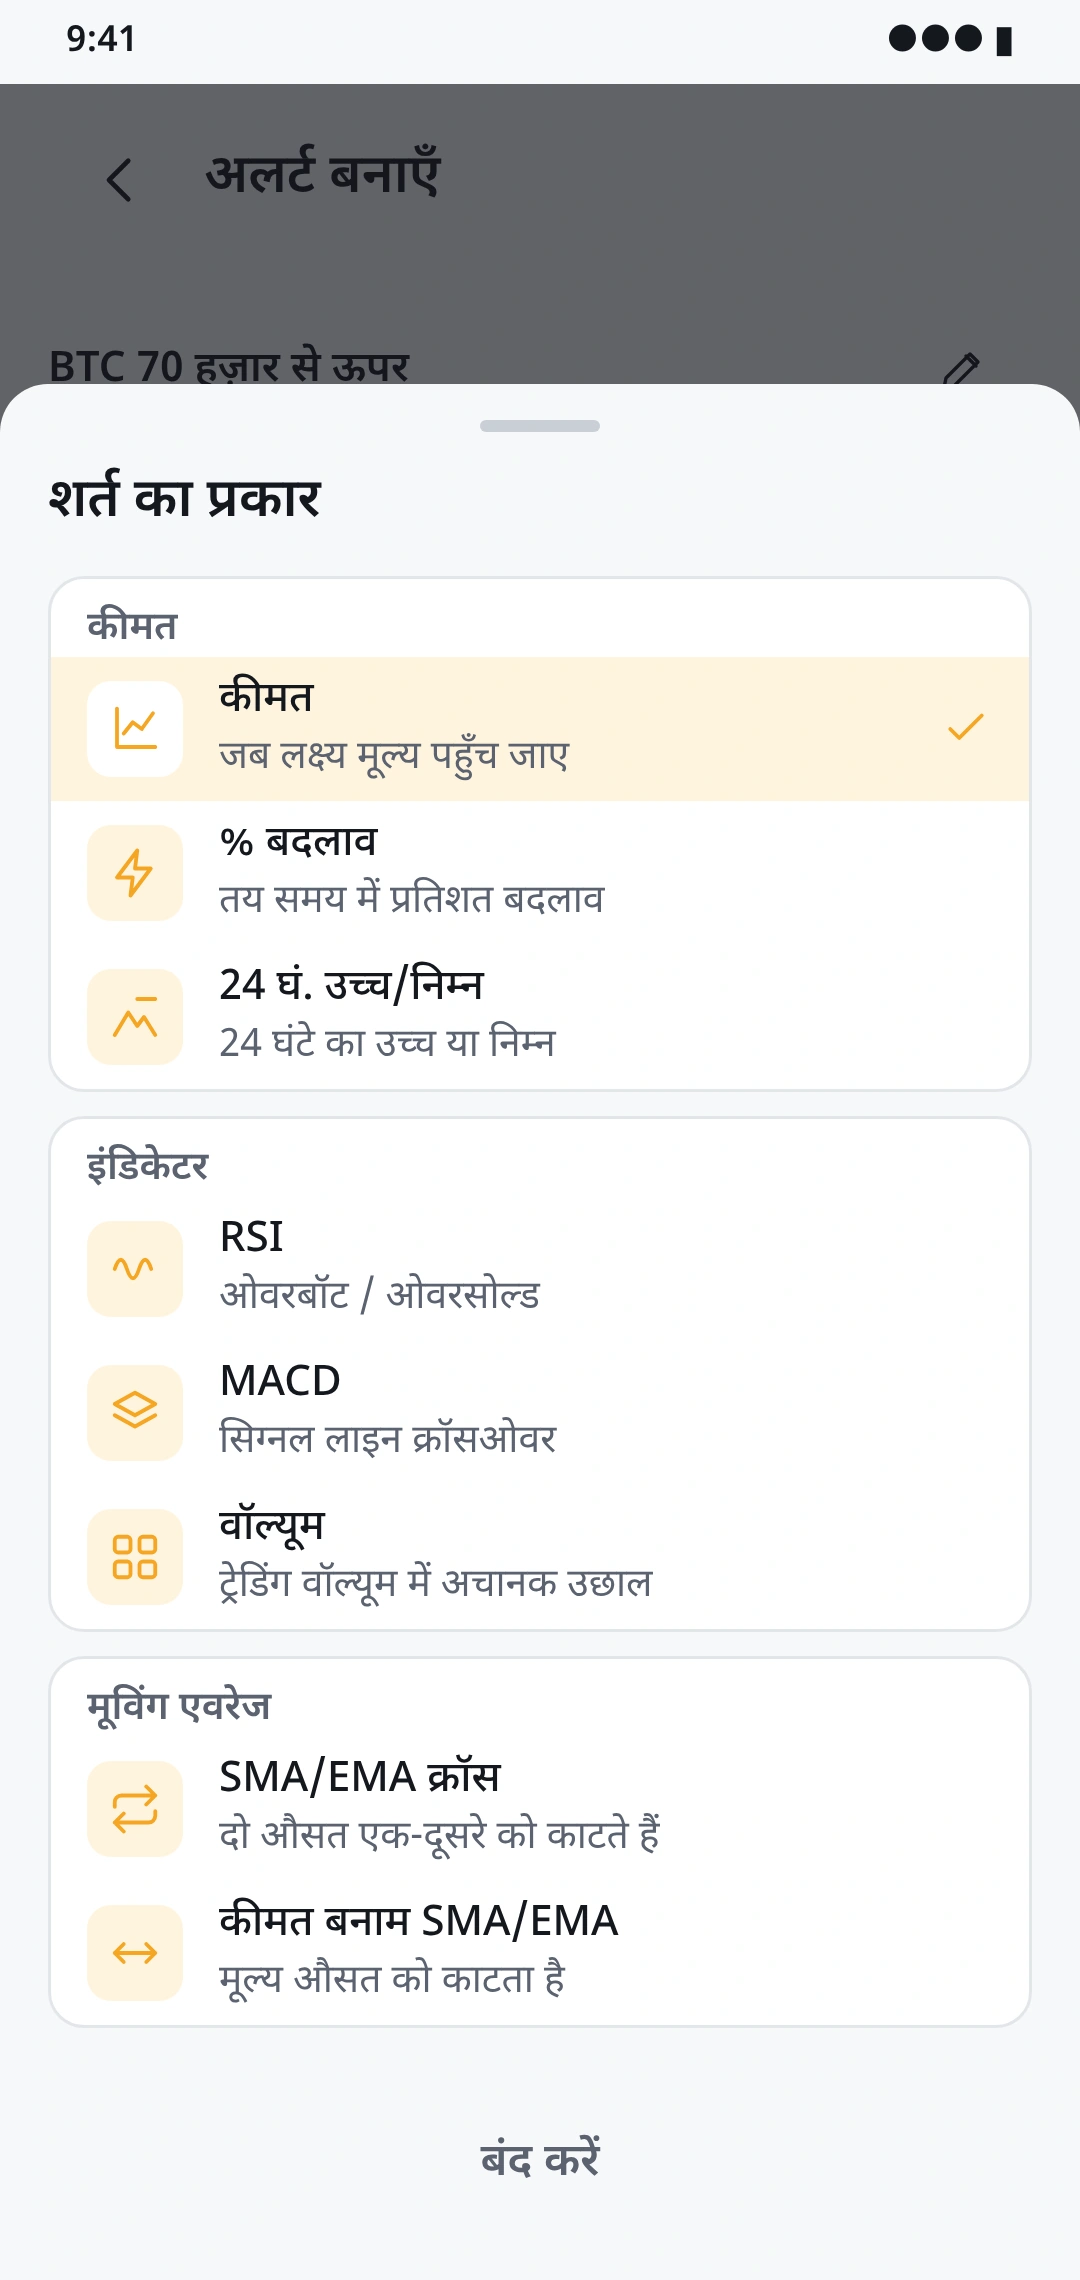 9:41
अलर्ट बनाएँ
BTC 70 हज़ार से ऊपर
शर्त का प्रकार
कीमत
कीमत
जब लक्ष्य मूल्य पहुँच जाए
% बदलाव
तय समय में प्रतिशत बदलाव
24 घं. उच्च/निम्न
24 घंटे का उच्च या निम्न
इंडिकेटर
RSI
ओवरबॉट / ओवरसोल्ड
MACD
सिग्नल लाइन क्रॉसओवर
वॉल्यूम
ट्रेडिंग वॉल्यूम में अचानक उछाल
मूविंग एवरेज
SMA/EMA क्रॉस
दो औसत एक-दूसरे को काटते हैं
कीमत बनाम SMA/EMA
मूल्य औसत को काटता है
बंद करें